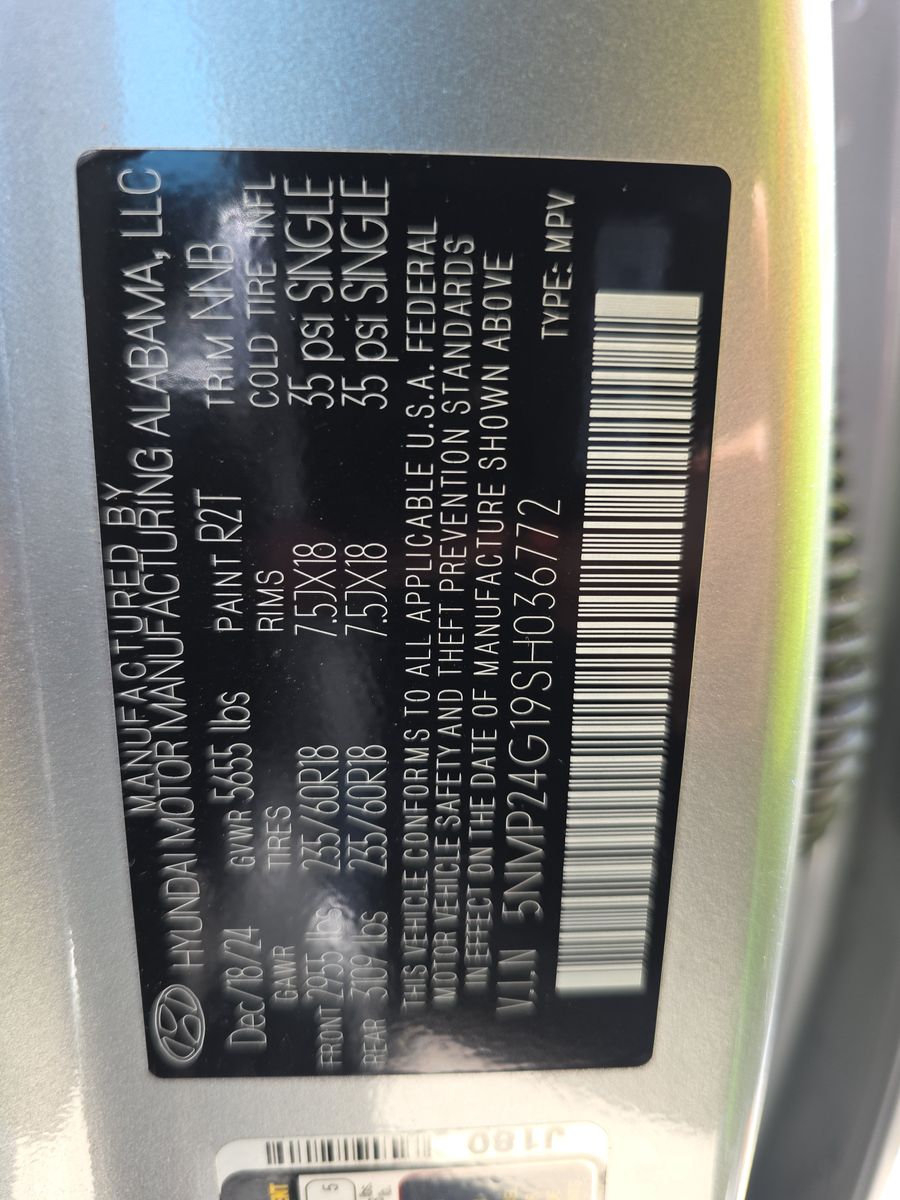 MANUFACTURED BY
HYUNDAI MOTOR MANUFACTURING ALABAMA, LLC
Dec/18/24 GVWR 5655 lbs PAINT R2T TRIM NNB
GAWR TIRES RIMS COLD TIRE INFL
FRONT 2955 lbs 235/60R18 7.5JX18 35 psi SINGLE
REAR 3109 lbs 235/60R18 7.5JX18 35 psi SINGLE
THIS VEHICLE CONFORMS TO ALL APPLICABLE U.S.A. FEDERAL
MOTOR VEHICLE SAFETY AND THEFT PREVENTION STANDARDS
IN EFFECT ON THE DATE OF MANUFACTURE SHOWN ABOVE
V.I.N 5NMP24G19SH036772 TYPE: MPV
J180
5